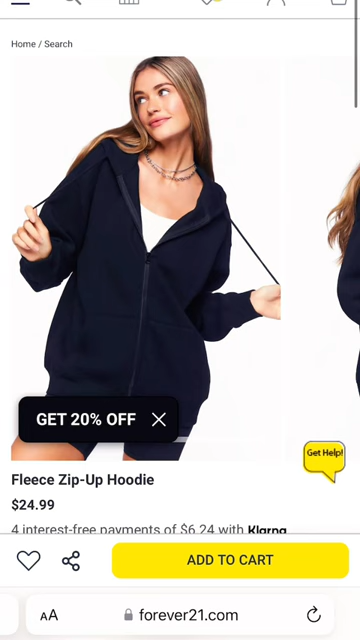 Home / Search
GET 20% OFF
Get Help!
Fleece Zip-Up Hoodie
$24.99
4 interest-free payments of $6.24 with Klarna
ADD TO CART
AA
forever21.com